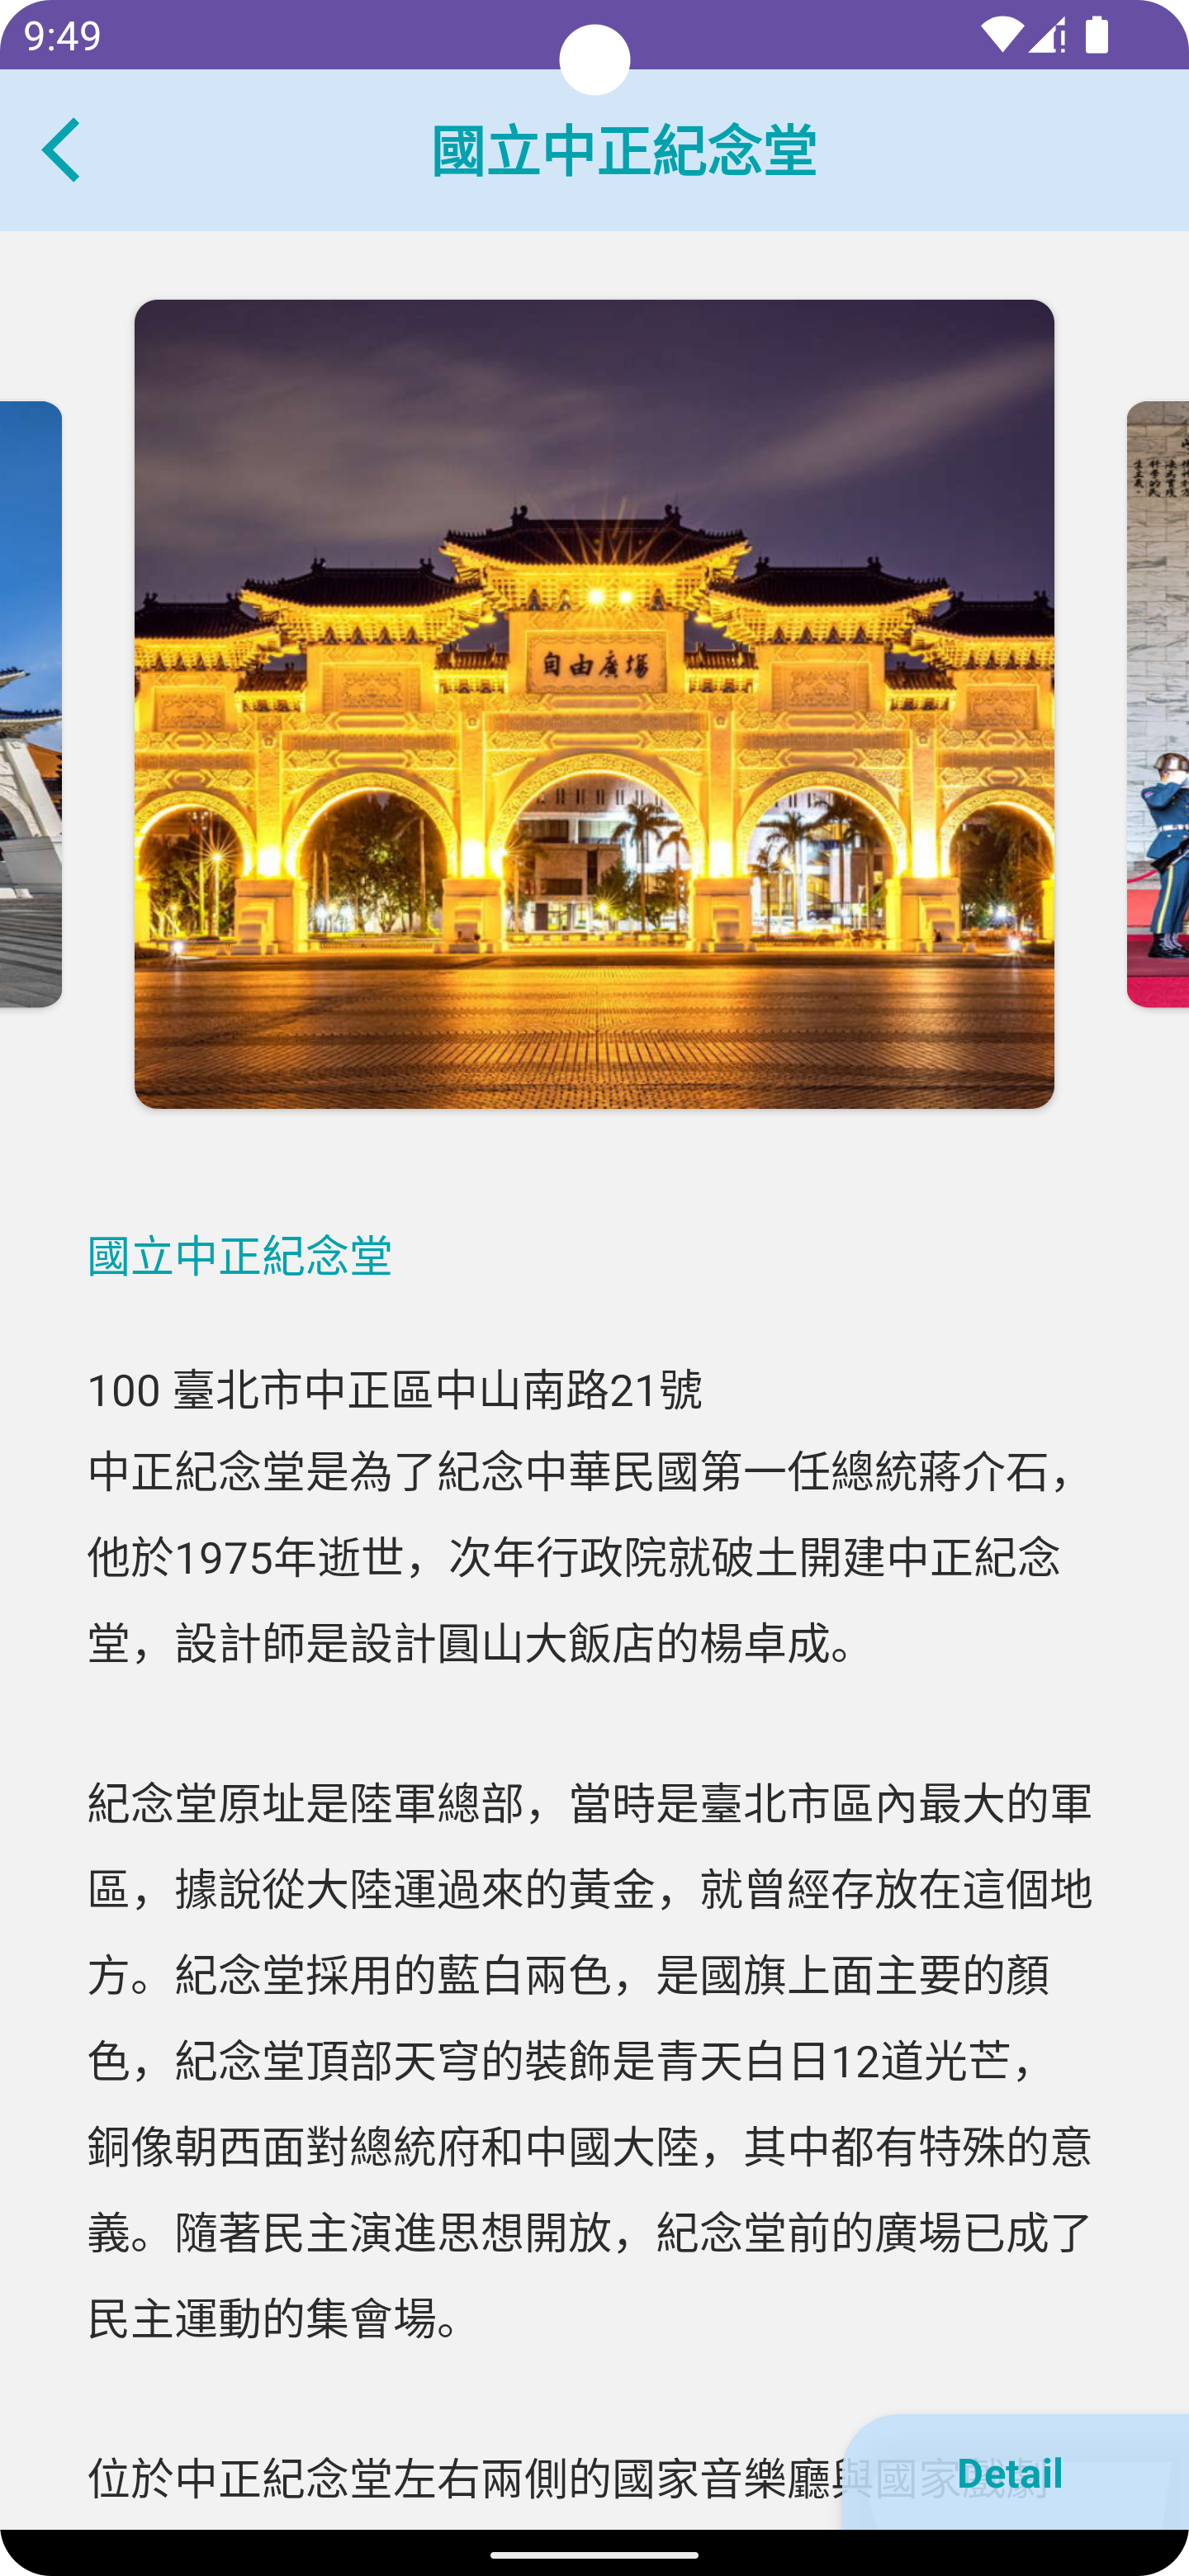 9:49
國立中正紀念堂
自由廣場
國立中正紀念堂
100 臺北市中正區中山南路21號
中正紀念堂是為了紀念中華民國第一任總統蔣介石，
他於1975年逝世，次年行政院就破土開建中正紀念
堂，設計師是設計圓山大飯店的楊卓成。
紀念堂原址是陸軍總部，當時是臺北市區內最大的軍
區，據說從大陸運過來的黃金，就曾經存放在這個地
方。紀念堂採用的藍白兩色，是國旗上面主要的顏
色，紀念堂頂部天穹的裝飾是青天白日12道光芒，
銅像朝西面對總統府和中國大陸，其中都有特殊的意
義。隨著民主演進思想開放，紀念堂前的廣場已成了
民主運動的集會場。
位於中正紀念堂左右兩側的國家音樂廳與國家戲劇
Detail